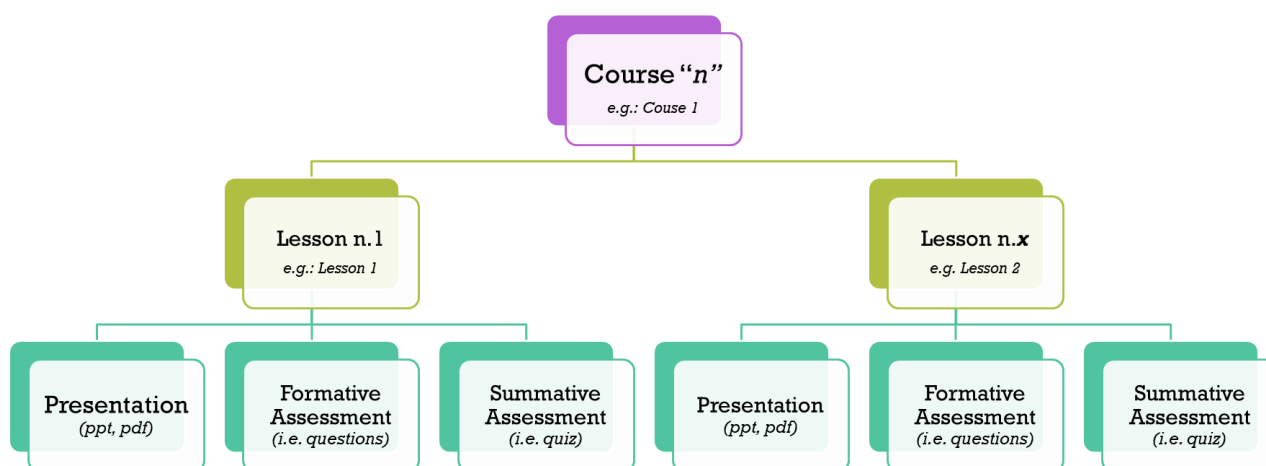 Course “n”
e.g.: Couse 1
Lesson n.1
e.g.: Lesson 1
Lesson n.x
e.g. Lesson 2
Presentation
(ppt, pdf)
Formative
Assessment
(i.e. questions)
Summative
Assessment
(i.e. quiz)
Presentation
(ppt, pdf)
Formative
Assessment
(i.e. questions)
Summative
Assessment
(i.e. quiz)